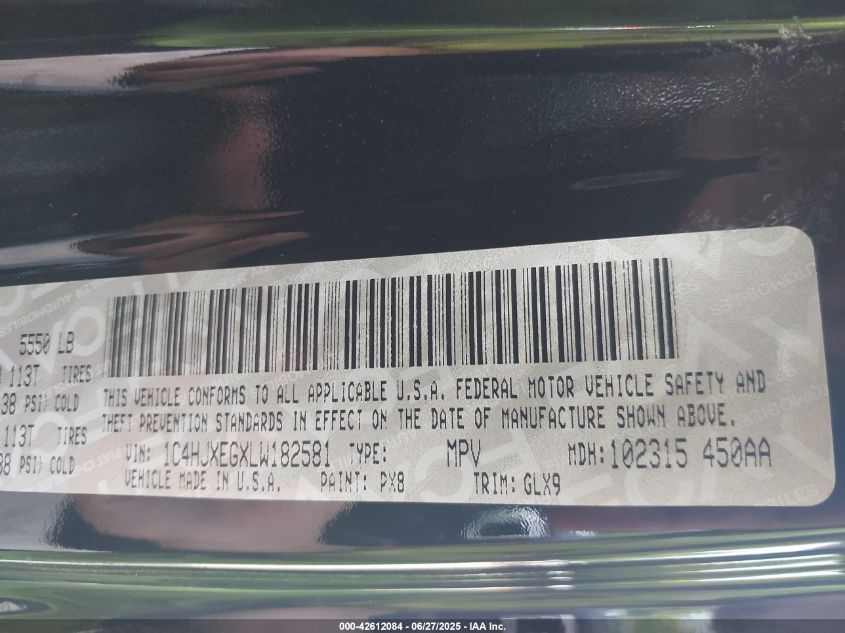 5550 LB
113T TIRES
38 PSI) COLD
113T TIRES
38 PSI) COLD
THIS VEHICLE CONFORMS TO ALL APPLICABLE U.S.A. FEDERAL MOTOR VEHICLE SAFETY AND
THEFT PREVENTION STANDARDS IN EFFECT ON THE DATE OF MANUFACTURE SHOWN ABOVE.
VIN: 1C4HJXEGXLW182581 TYPE: MPV MDH: 102315 450AA
VEHICLE MADE IN U.S.A. PAINT: PX8 TRIM: GLX9
000-42612084 - 06/27/2025 - IAA Inc.